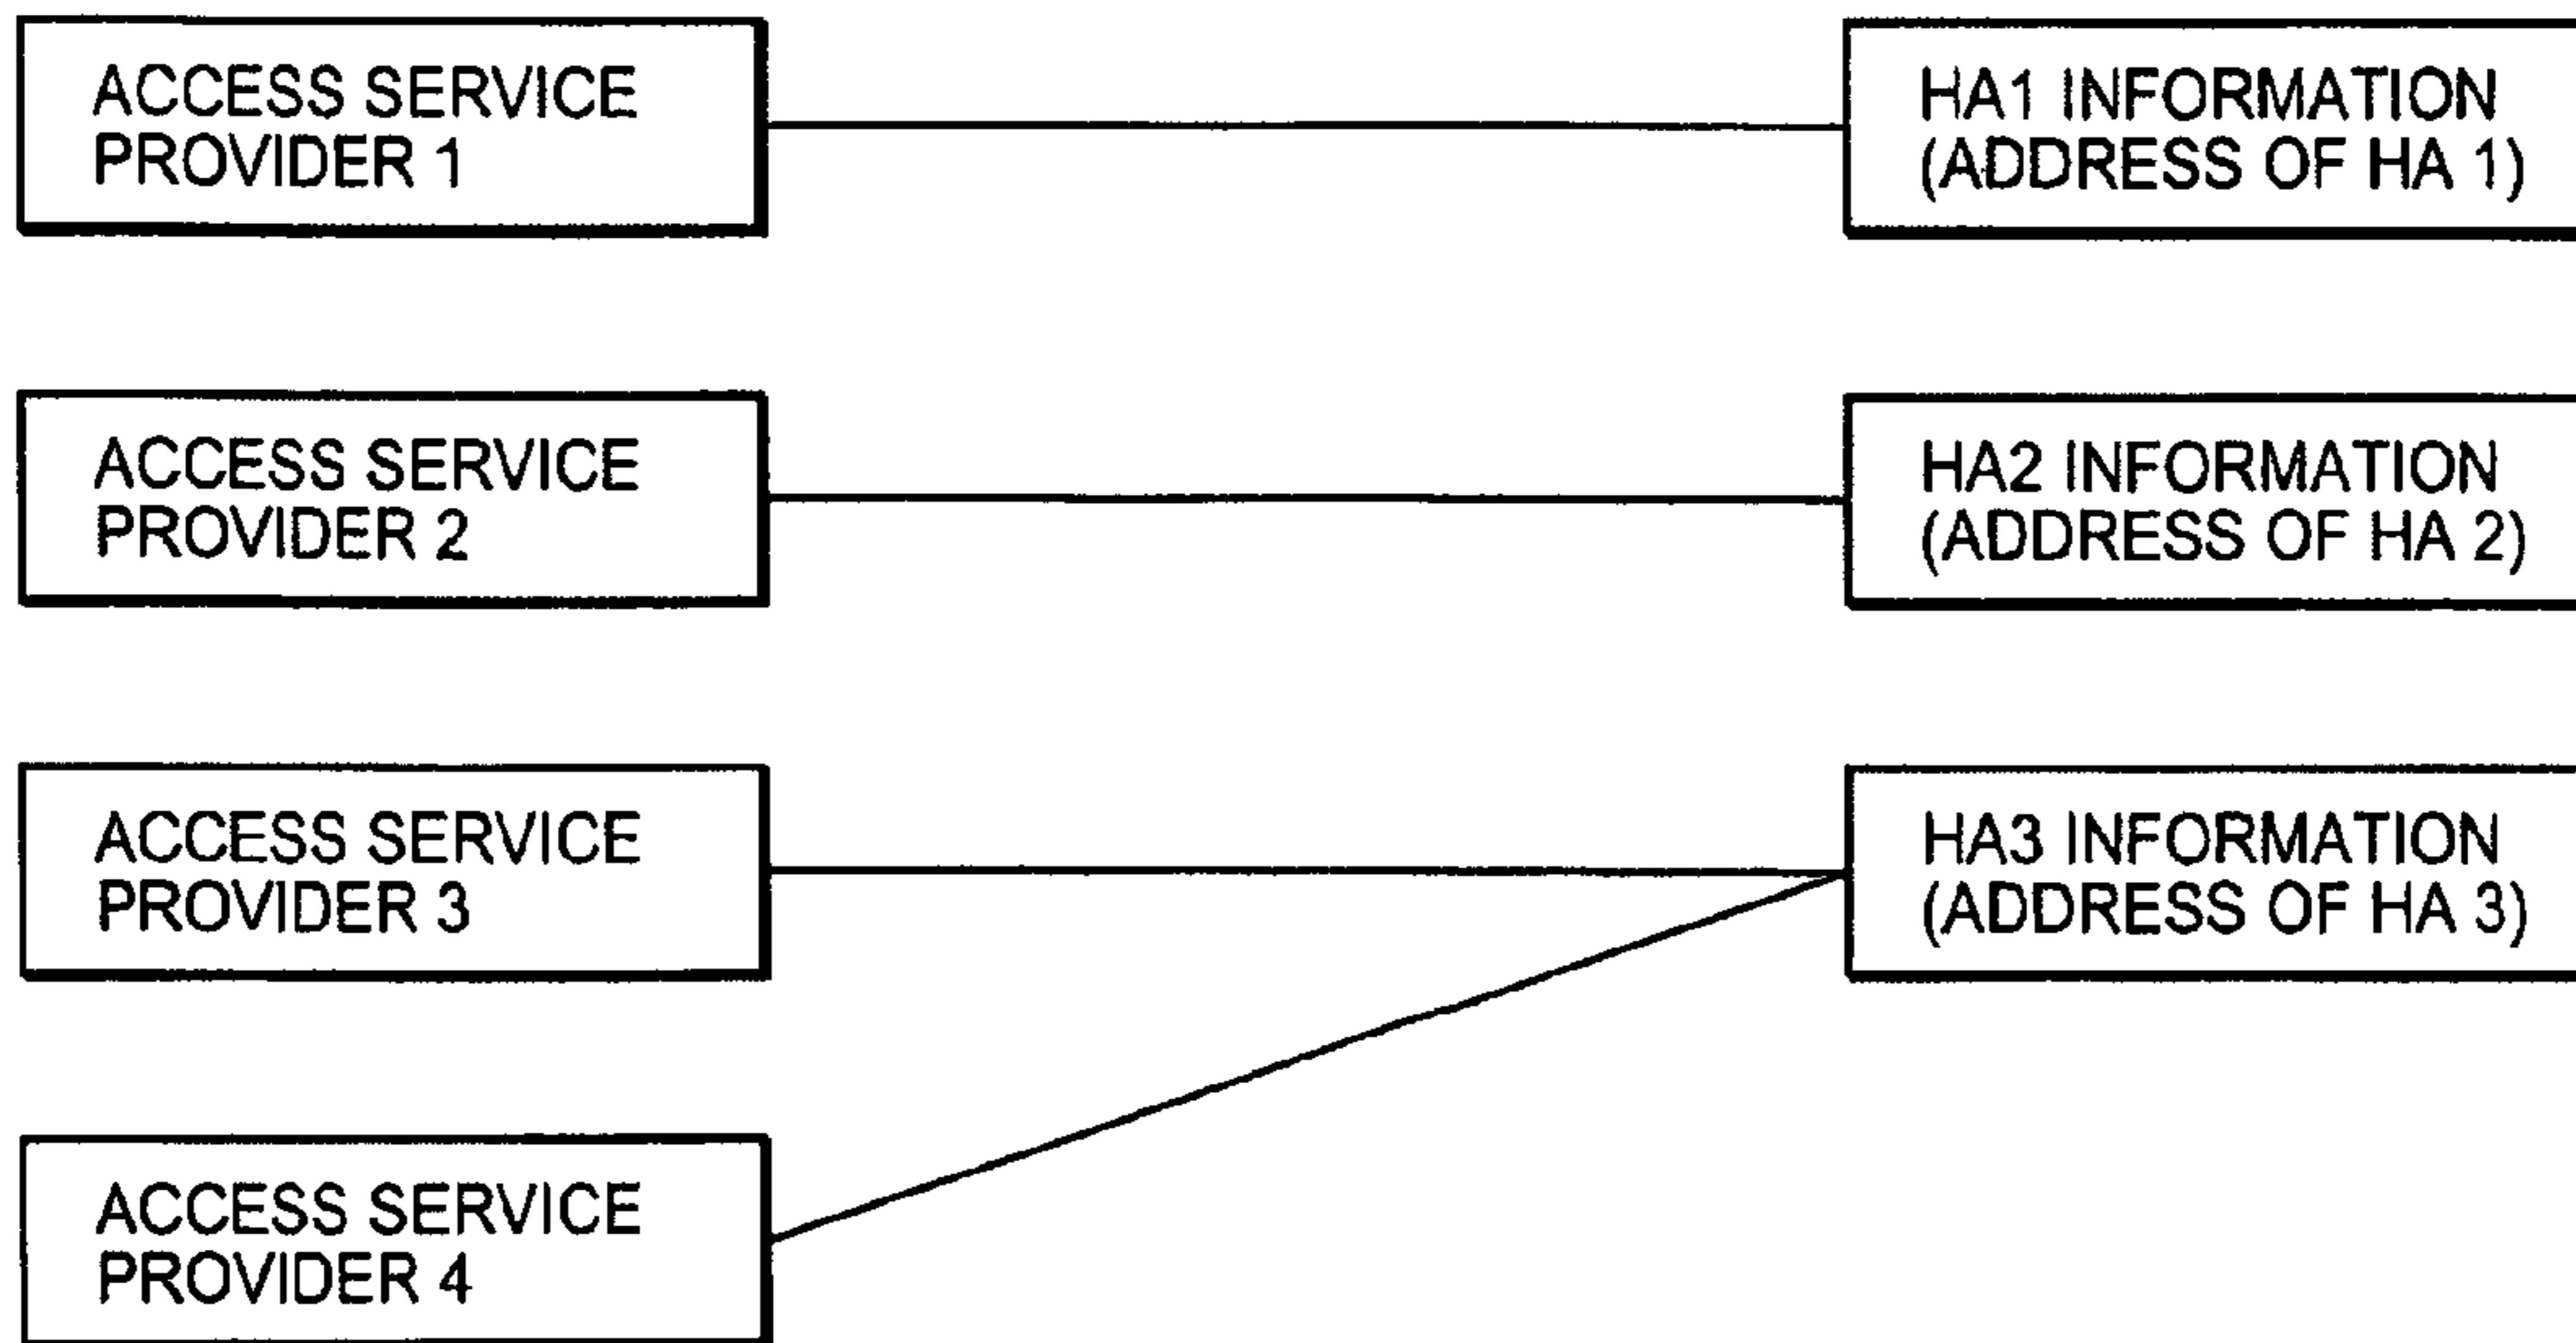 ACCESS SERVICE
PROVIDER 1
HA1 INFORMATION
(ADDRESS OF HA 1)
ACCESS SERVICE
PROVIDER 2
HA2 INFORMATION
(ADDRESS OF HA 2)
ACCESS SERVICE
PROVIDER 3
HA3 INFORMATION
(ADDRESS OF HA 3)
ACCESS SERVICE
PROVIDER 4